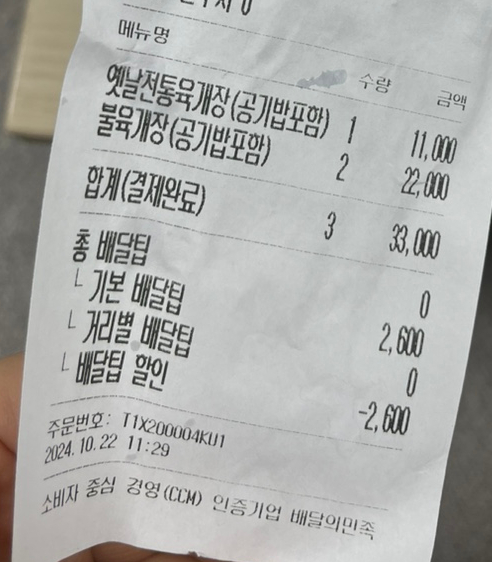 메뉴명 수량 금액
옛날전통육개장(공기밥포함) 1 11,000
불육개장(공기밥포함) 2 22,000
합계(결제완료) 3 33,000
총 배달팁 0
└ 기본 배달팁 2,600
└ 거리별 배달팁 0
└ 배달팁 할인 -2,600
주문번호: T1X200004KU1
2024.10.22 11:29
소비자 중심 경영(CCM) 인증기업 배달의민족